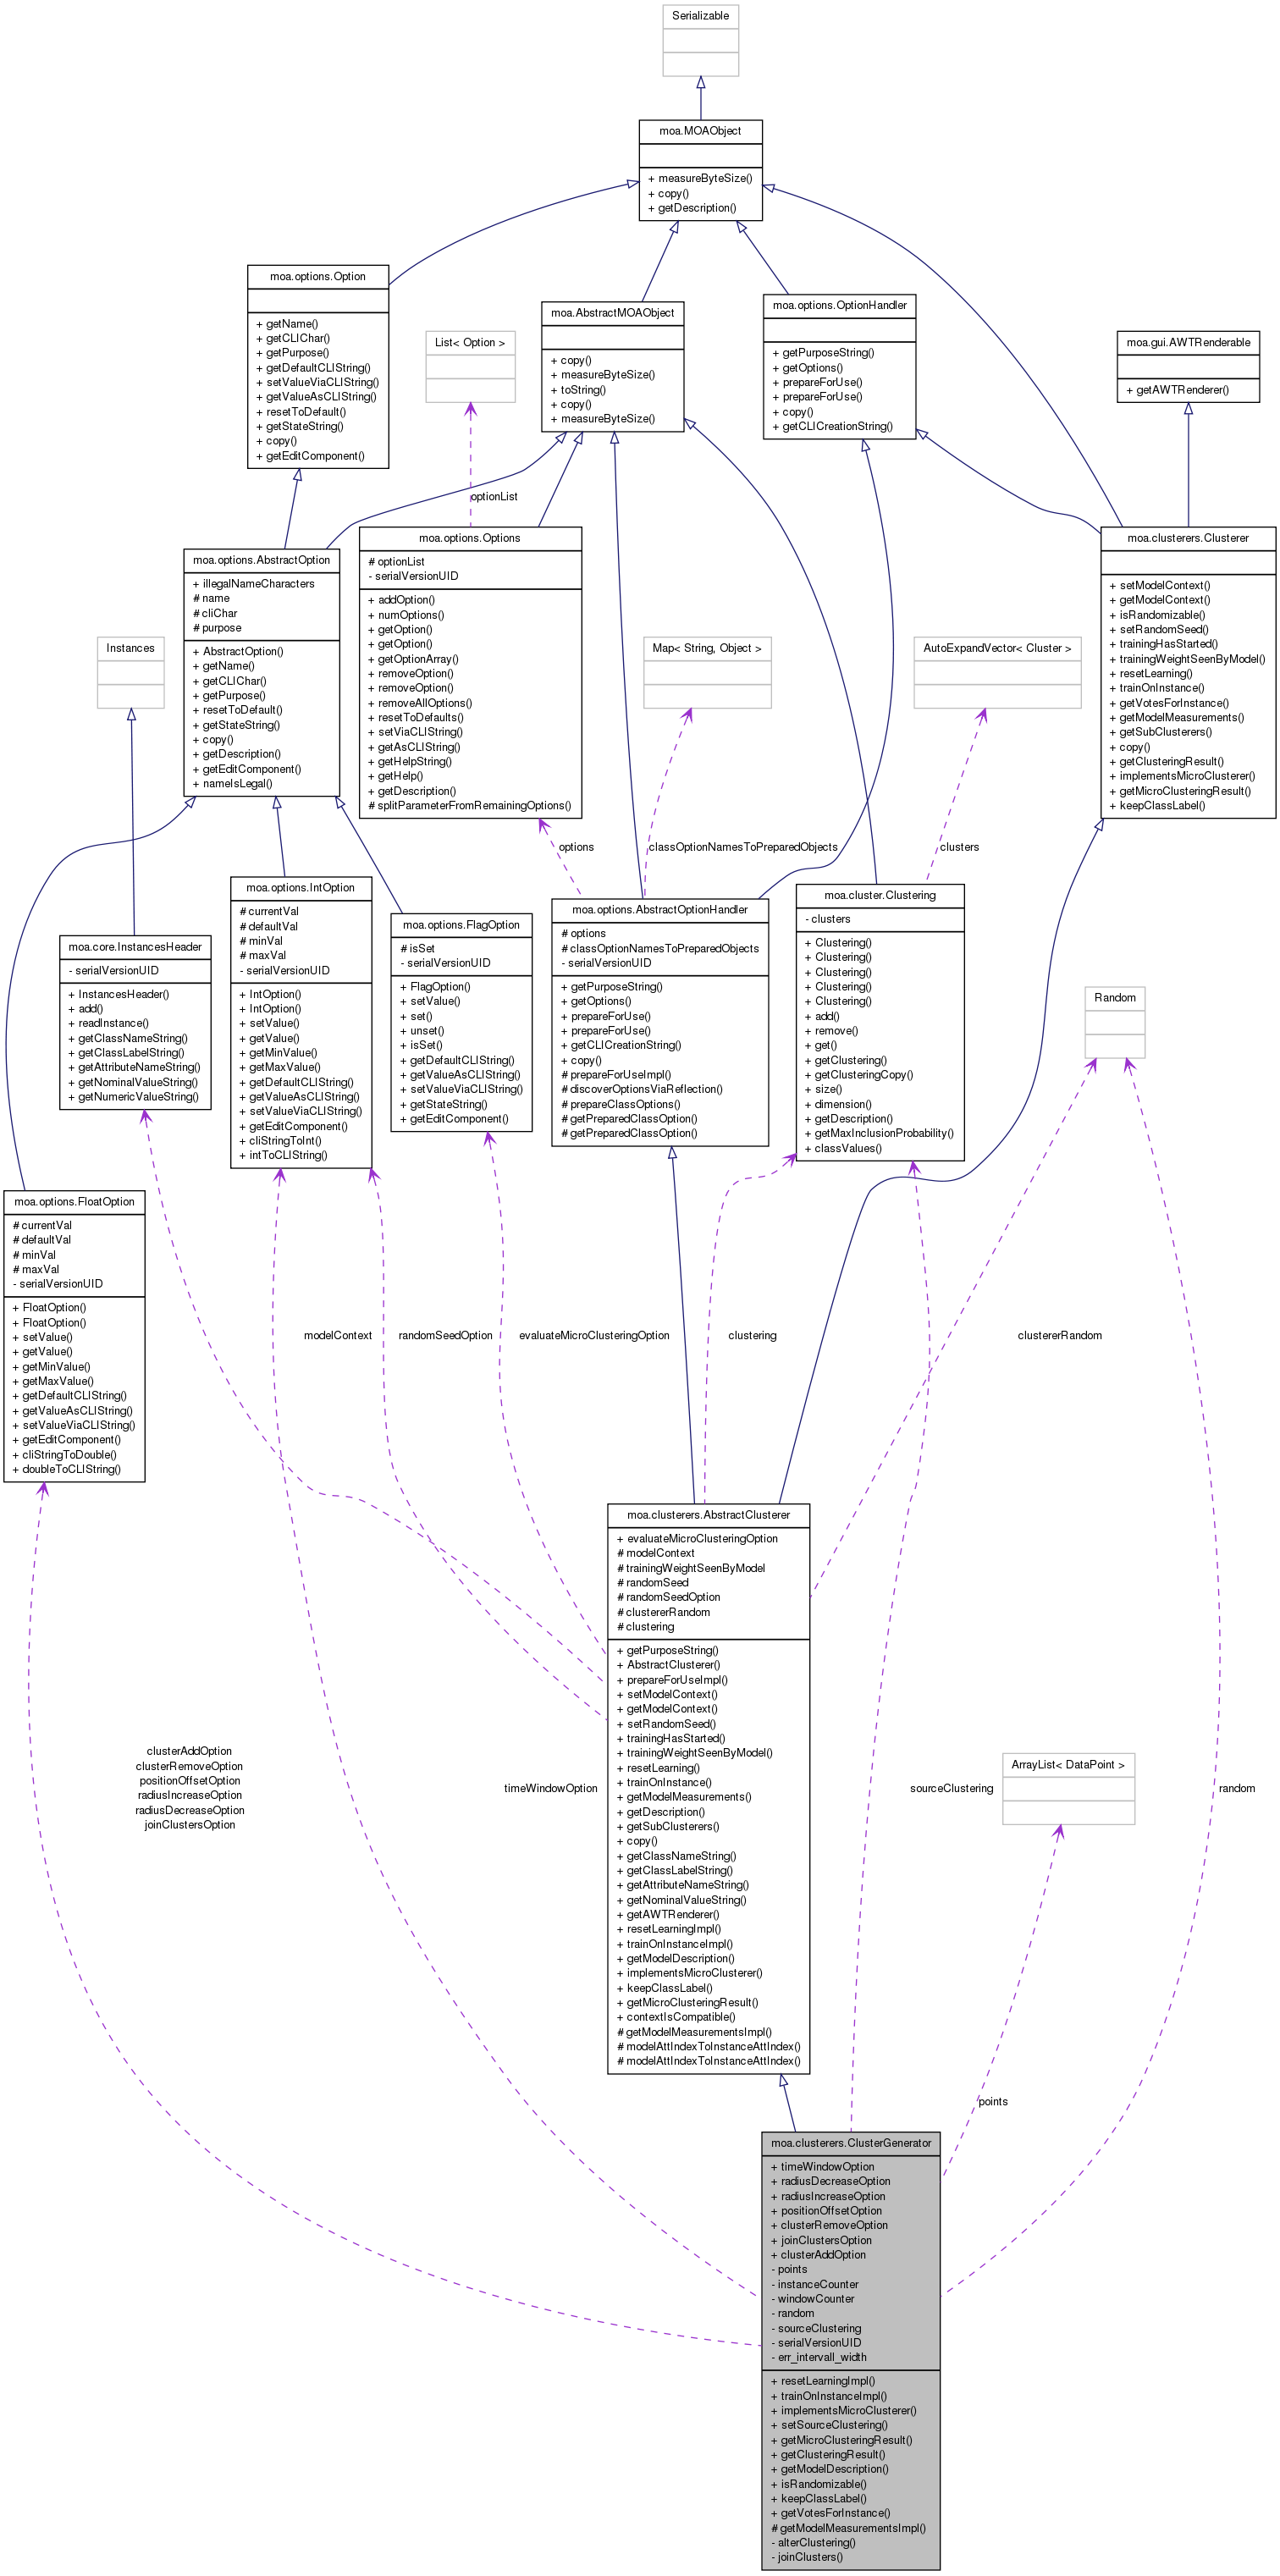 Serializable
moa.MOAObject
+ measureByteSize()
+ copy()
+ getDescription()
moa.options.Option
+ getName()
+ getCLIChar()
+ getPurpose()
+ getDefaultCLIString()
+ setValueViaCLIString()
+ getValueAsCLIString()
+ resetToDefault()
+ getStateString()
+ copy()
+ getEditComponent()
moa.AbstractMOAObject
+ copy()
+ measureByteSize()
+ toString()
+ copy()
+ measureByteSize()
moa.options.OptionHandler
+ getPurposeString()
+ getOptions()
+ prepareForUse()
+ prepareForUse()
+ copy()
+ getCLICreationString()
List< Option >
moa.gui.AWTRenderable
+ getAWTRenderer()
optionList
moa.options.AbstractOption
+ illegalNameCharacters
# name
# cliChar
# purpose
+ AbstractOption()
+ getName()
+ getCLIChar()
+ getPurpose()
+ resetToDefault()
+ getStateString()
+ copy()
+ getDescription()
+ getEditComponent()
+ nameIsLegal()
moa.options.Options
# optionList
- serialVersionUID
+ addOption()
+ numOptions()
+ getOption()
+ getOption()
+ getOptionArray()
+ removeOption()
+ removeOption()
+ removeAllOptions()
+ resetToDefaults()
+ setViaCLIString()
+ getAsCLIString()
+ getHelpString()
+ getHelp()
+ getDescription()
# splitParameterFromRemainingOptions()
moa.clusterers.Clusterer
+ setModelContext()
+ getModelContext()
+ isRandomizable()
+ setRandomSeed()
+ trainingHasStarted()
+ trainingWeightSeenByModel()
+ resetLearning()
+ trainOnInstance()
+ getVotesForInstance()
+ getModelMeasurements()
+ getSubClusterers()
+ copy()
+ getClusteringResult()
+ implementsMicroClusterer()
+ getMicroClusteringResult()
+ keepClassLabel()
Instances
Map< String, Object >
AutoExpandVector< Cluster >
options
classOptionNamesToPreparedObjects
clusters
moa.core.InstancesHeader
- serialVersionUID
+ InstancesHeader()
+ add()
+ readInstance()
+ getClassNameString()
+ getClassLabelString()
+ getAttributeNameString()
+ getNominalValueString()
+ getNumericValueString()
moa.options.IntOption
# currentVal
# defaultVal
# minVal
# maxVal
- serialVersionUID
+ IntOption()
+ IntOption()
+ setValue()
+ getValue()
+ getMinValue()
+ getMaxValue()
+ getDefaultCLIString()
+ getValueAsCLIString()
+ setValueViaCLIString()
+ getEditComponent()
+ cliStringToInt()
+ intToCLIString()
moa.options.FlagOption
# isSet
- serialVersionUID
+ FlagOption()
+ setValue()
+ set()
+ unset()
+ isSet()
+ getDefaultCLIString()
+ getValueAsCLIString()
+ setValueViaCLIString()
+ getStateString()
+ getEditComponent()
moa.options.AbstractOptionHandler
# options
# classOptionNamesToPreparedObjects
- serialVersionUID
+ getPurposeString()
+ getOptions()
+ prepareForUse()
+ prepareForUse()
+ getCLICreationString()
+ copy()
# prepareForUseImpl()
# discoverOptionsViaReflection()
# prepareClassOptions()
# getPreparedClassOption()
# getPreparedClassOption()
moa.cluster.Clustering
- clusters
+ Clustering()
+ Clustering()
+ Clustering()
+ Clustering()
+ Clustering()
+ add()
+ remove()
+ get()
+ getClustering()
+ getClusteringCopy()
+ size()
+ dimension()
+ getDescription()
+ getMaxInclusionProbability()
+ classValues()
Random
moa.options.FloatOption
# currentVal
# defaultVal
# minVal
# maxVal
- serialVersionUID
+ FloatOption()
+ FloatOption()
+ setValue()
+ getValue()
+ getMinValue()
+ getMaxValue()
+ getDefaultCLIString()
+ getValueAsCLIString()
+ setValueViaCLIString()
+ getEditComponent()
+ cliStringToDouble()
+ doubleToCLIString()
modelContext
randomSeedOption
evaluateMicroClusteringOption
clustering
clustererRandom
moa.clusterers.AbstractClusterer
+ evaluateMicroClusteringOption
# modelContext
# trainingWeightSeenByModel
# randomSeed
# randomSeedOption
# clustererRandom
# clustering
+ getPurposeString()
+ AbstractClusterer()
+ prepareForUseImpl()
+ setModelContext()
+ getModelContext()
+ setRandomSeed()
+ trainingHasStarted()
+ trainingWeightSeenByModel()
+ resetLearning()
+ trainOnInstance()
+ getModelMeasurements()
+ getDescription()
+ getSubClusterers()
+ copy()
+ getClassNameString()
+ getClassLabelString()
+ getAttributeNameString()
+ getNominalValueString()
+ getAWTRenderer()
+ resetLearningImpl()
+ trainOnInstanceImpl()
+ getModelDescription()
+ implementsMicroClusterer()
+ keepClassLabel()
+ getMicroClusteringResult()
+ contextIsCompatible()
# getModelMeasurementsImpl()
# modelAttIndexToInstanceAttIndex()
# modelAttIndexToInstanceAttIndex()
clusterAddOption
clusterRemoveOption
positionOffsetOption
radiusIncreaseOption
radiusDecreaseOption
joinClustersOption
timeWindowOption
sourceClustering
ArrayList< DataPoint >
random
points
moa.clusterers.ClusterGenerator
+ timeWindowOption
+ radiusDecreaseOption
+ radiusIncreaseOption
+ positionOffsetOption
+ clusterRemoveOption
+ joinClustersOption
+ clusterAddOption
- points
- instanceCounter
- windowCounter
- random
- sourceClustering
- serialVersionUID
- err_intervall_width
+ resetLearningImpl()
+ trainOnInstanceImpl()
+ implementsMicroClusterer()
+ setSourceClustering()
+ getMicroClusteringResult()
+ getClusteringResult()
+ getModelDescription()
+ isRandomizable()
+ keepClassLabel()
+ getVotesForInstance()
# getModelMeasurementsImpl()
- alterClustering()
- joinClusters()